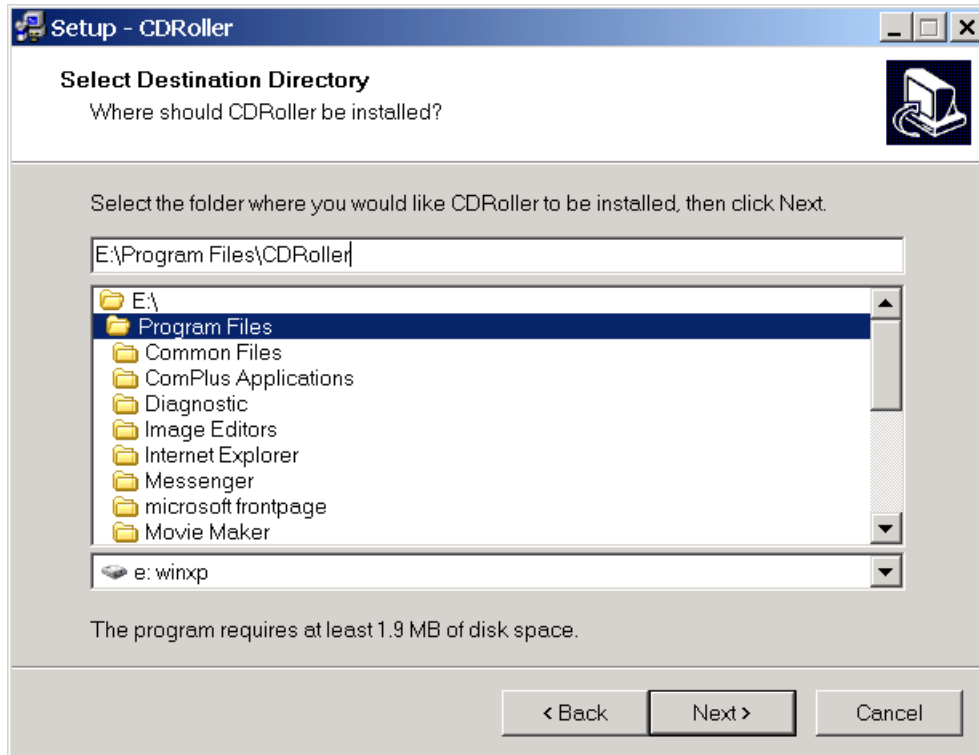 Setup - CDRoller
Select Destination Directory
Where should CDRoller be installed?
Select the folder where you would like CDRoller to be installed, then click Next.
E:\Program Files\CDRoller
E:\
Program Files
Common Files
ComPlus Applications
Diagnostic
Image Editors
Internet Explorer
Messenger
microsoft frontpage
Movie Maker
e: winxp
The program requires at least 1.9 MB of disk space.
< Back Next > Cancel